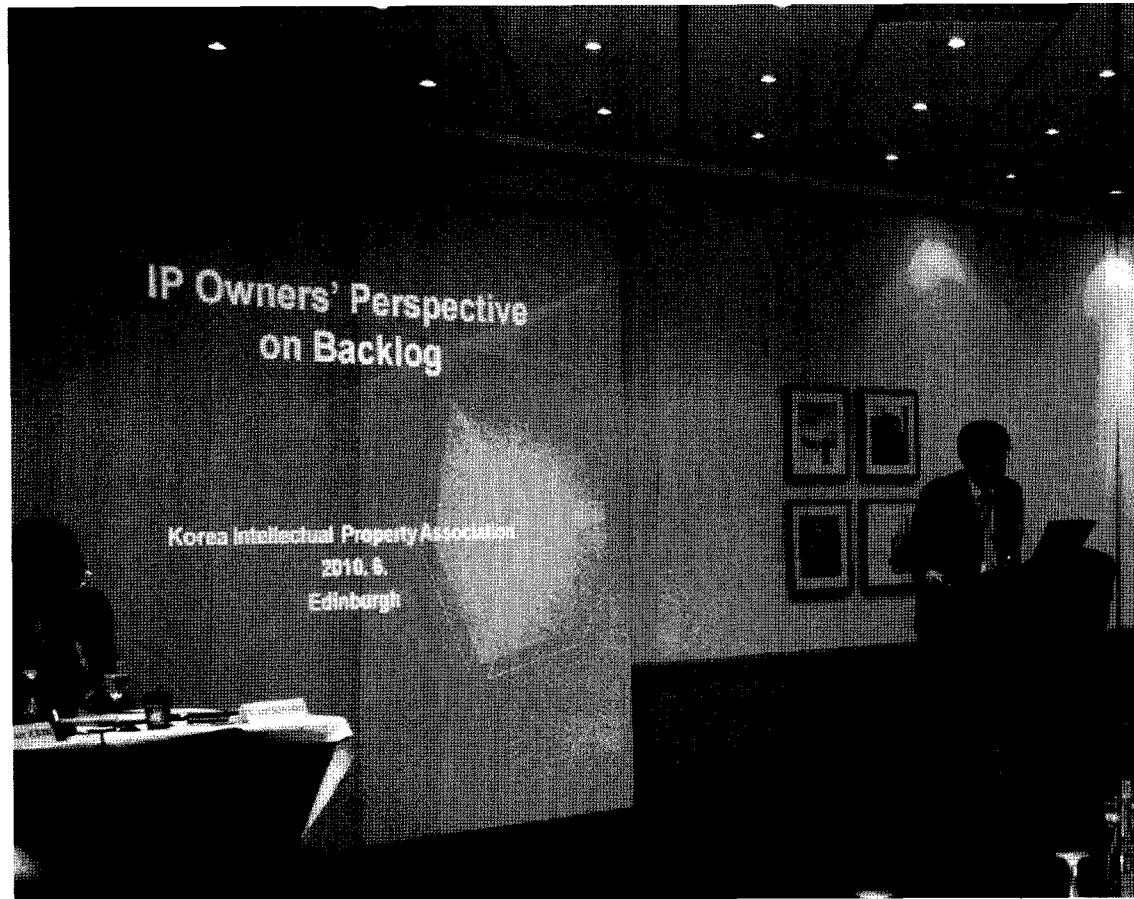 IP Owners' Perspective
on Backlog
Korea Intellectual Property Association
2010. 6.
Edinburgh